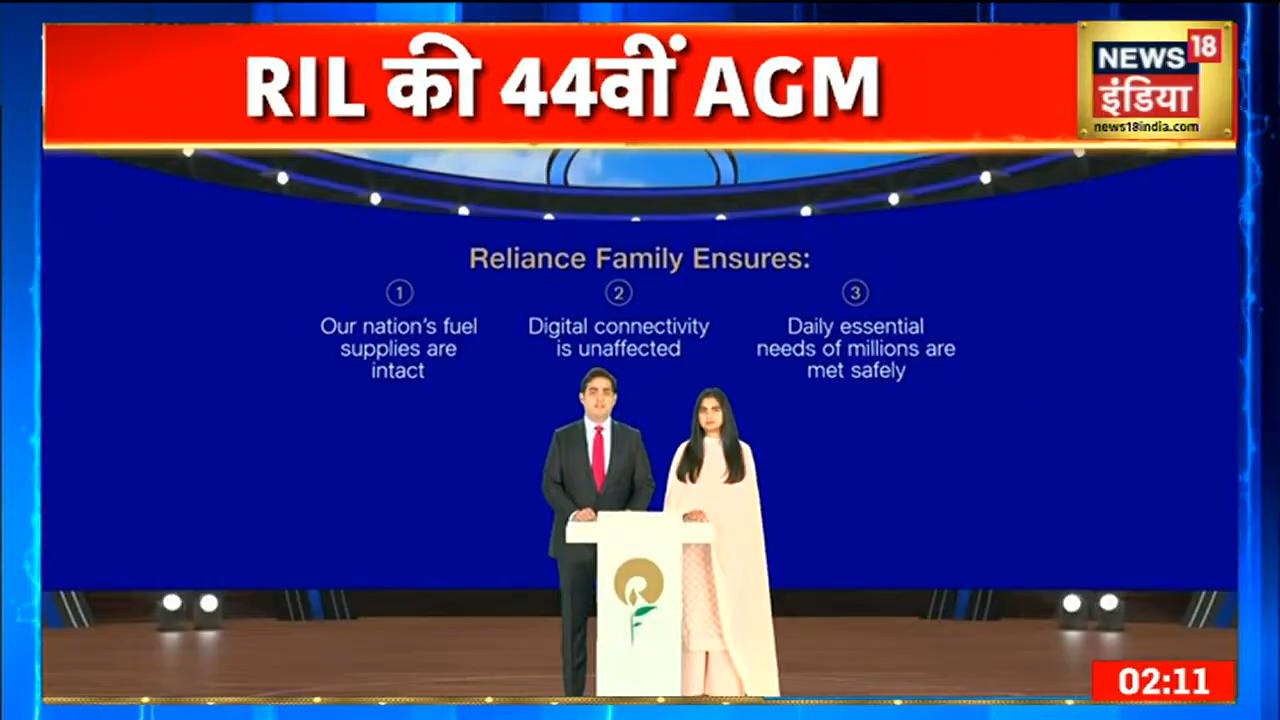 RIL की 44वीं AGM
NEWS 18
इंडिया
news18india.com
Reliance Family Ensures:
1
Our nation's fuel
supplies are
intact
2
Digital connectivity
is unaffected
3
Daily essential
needs of millions are
met safely
02:11